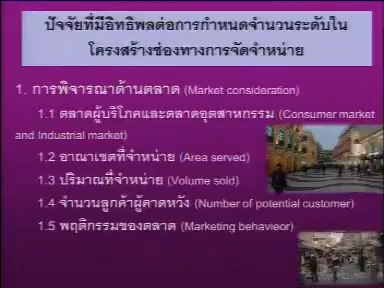 ปัจจัยที่มีอิทธิพลต่อการกำหนดจำนวนระดับใน
โครงสร้างช่องทางการจัดจำหน่าย
1. การพิจารณาด้านตลาด (Market consideration)
1.1 ตลาดผู้บริโภคและตลาดอุตสาหกรรม (Consumer market
and Industrial market)
1.2 อาณาเขตที่จำหน่าย (Area served)
1.3 ปริมาณที่จำหน่าย (Volume sold)
1.4 จำนวนลูกค้าผู้คาดหวัง (Number of potential customer)
1.5 พฤติกรรมของตลาด (Marketing behavieor)